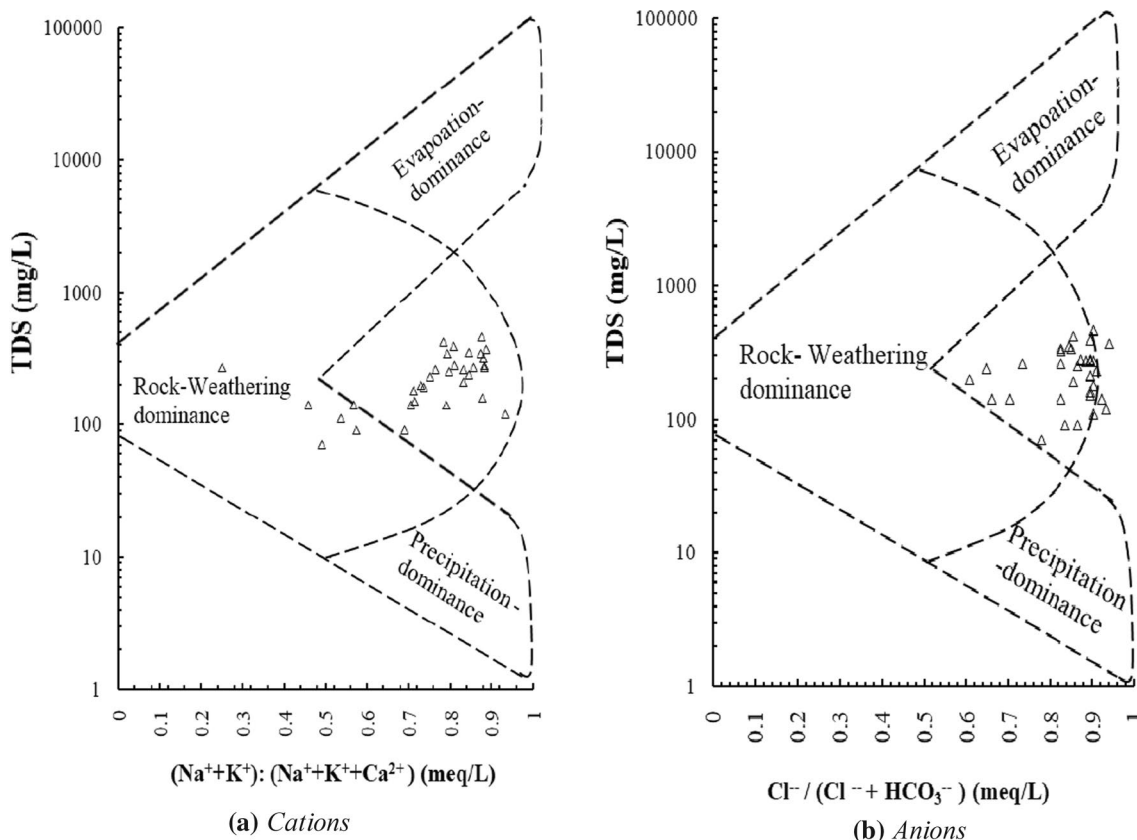 100000
10000
1000
100
10
1
TDS (mg/L)
Evapoation-
dominance
Rock-Weathering
dominance
Precipitation-
dominance
0
0.1
0.2
0.3
0.4
0.5
0.6
0.7
0.8
0.9
1
(Na⁺+K⁺): (Na⁺+K⁺+Ca²⁺) (meq/L)
(a) Cations
100000
10000
1000
100
10
1
TDS (mg/L)
Evapoation-
dominance
Rock- Weathering
dominance
Precipitation
-dominance
0
0.1
0.2
0.3
0.4
0.5
0.6
0.7
0.8
0.9
1
Cl⁻⁻ / (Cl ⁻⁻ + HCO₃⁻⁻ ) (meq/L)
(b) Anions